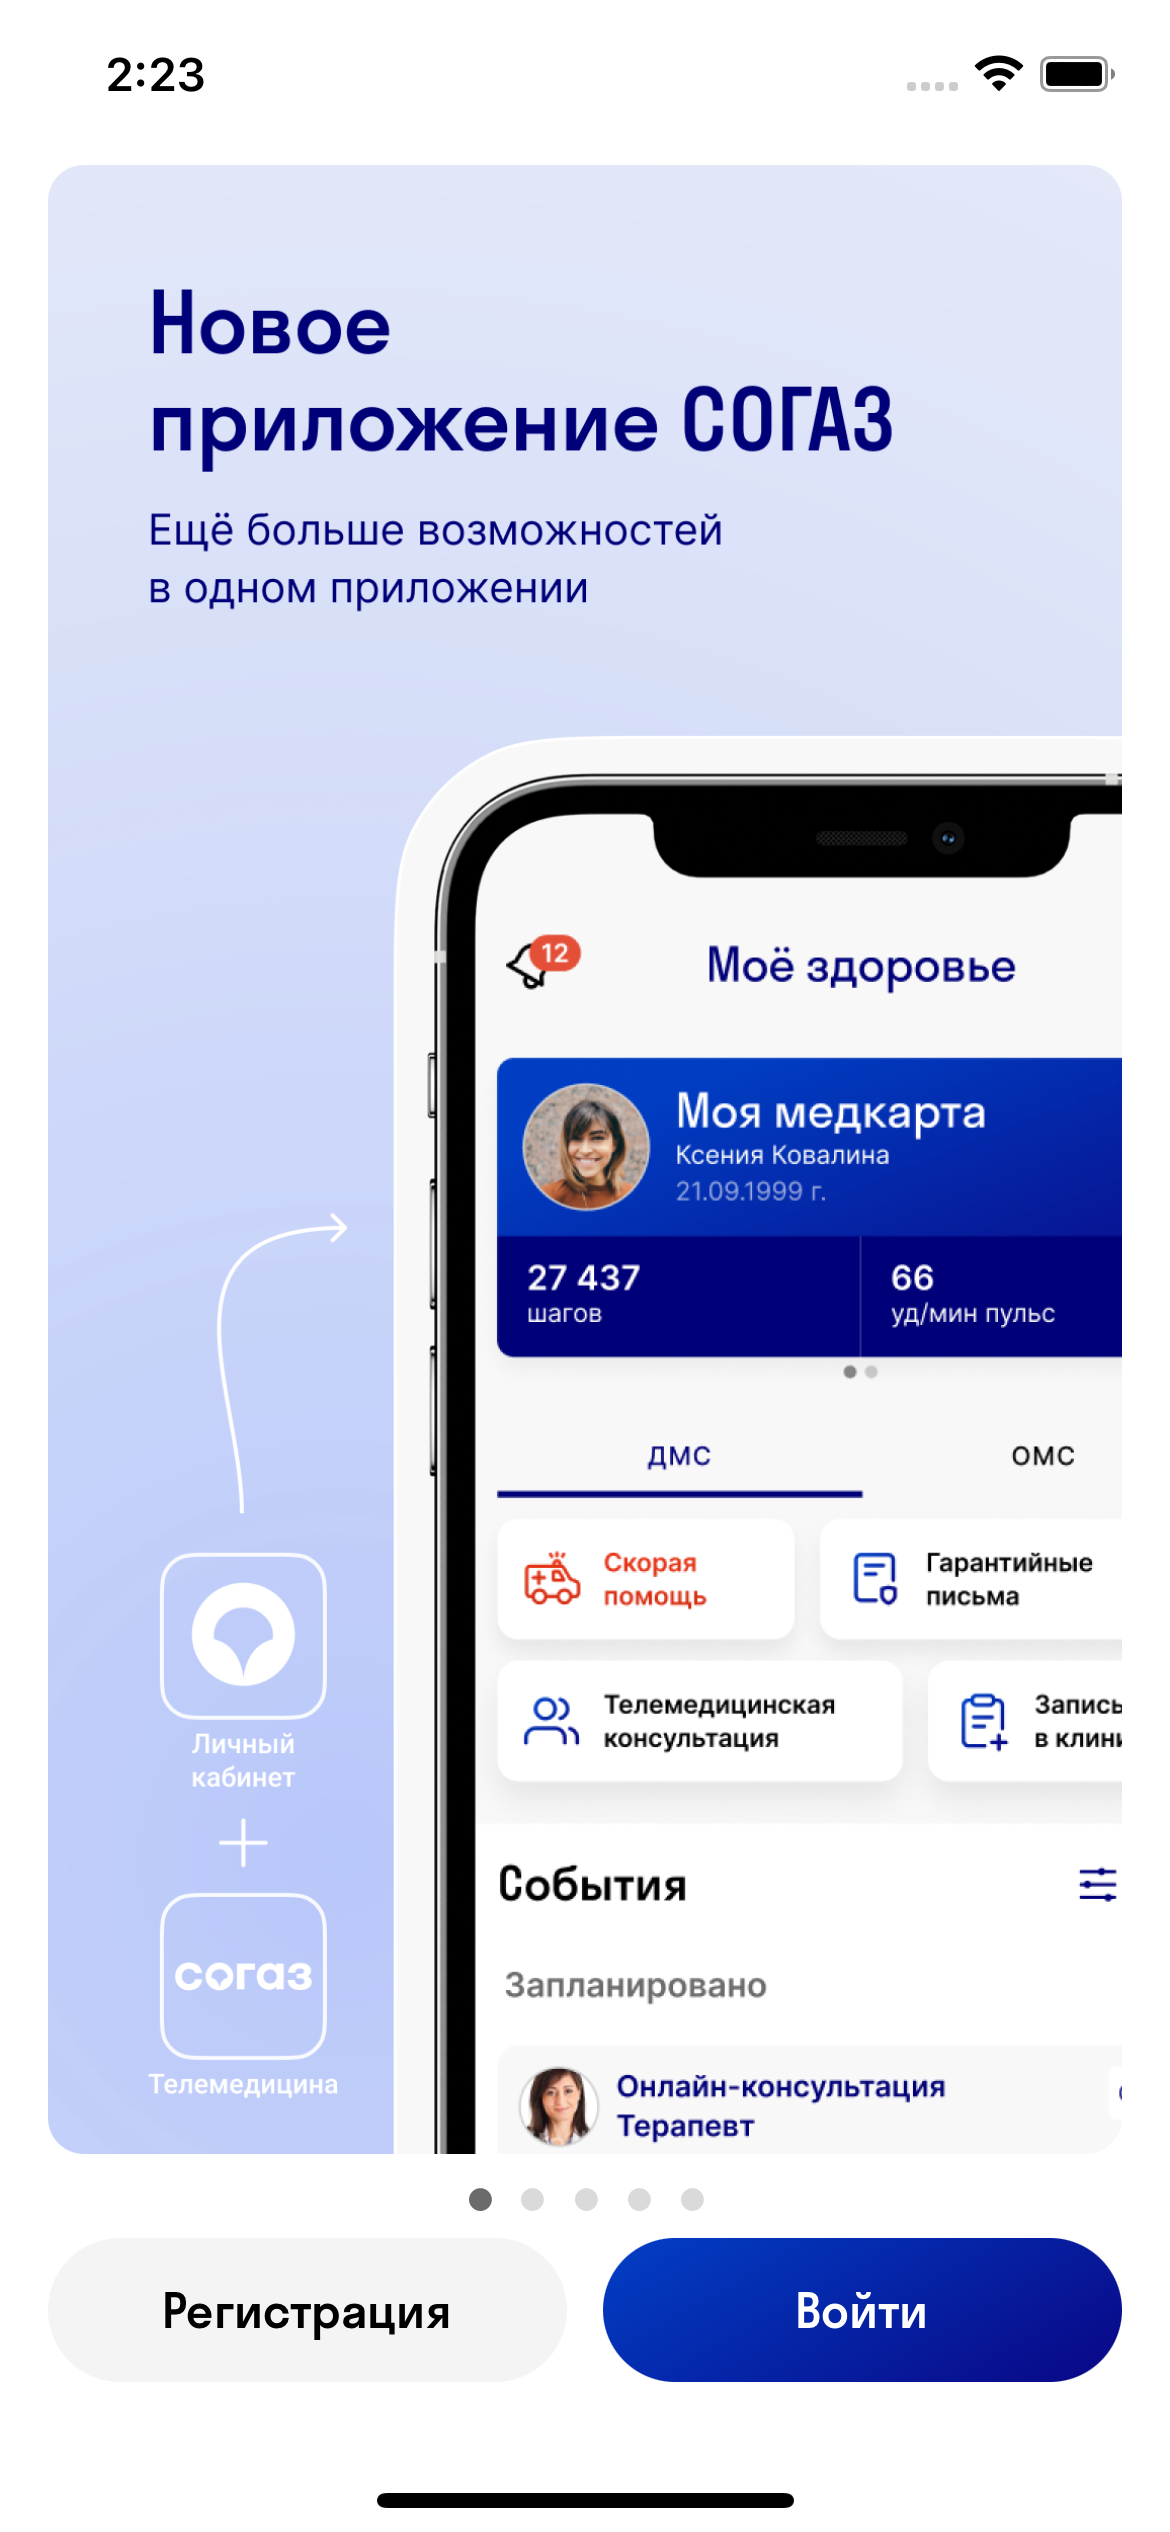 2:23
Новое
приложение СОГАЗ
Ещё больше возможностей
в одном приложении
12
Моё здоровье
Моя медкарта
Ксения Ковалина
21.09.1999 г.
27 437
шагов
66
уд/мин пульс
ДМС
ОМС
Скорая
помощь
Гарантийные
письма
Телемедицинская
консультация
Запись
в клини
Личный
кабинет
согаз
Телемедицина
События
Запланировано
Онлайн-консультация
Терапевт
Регистрация
Войти